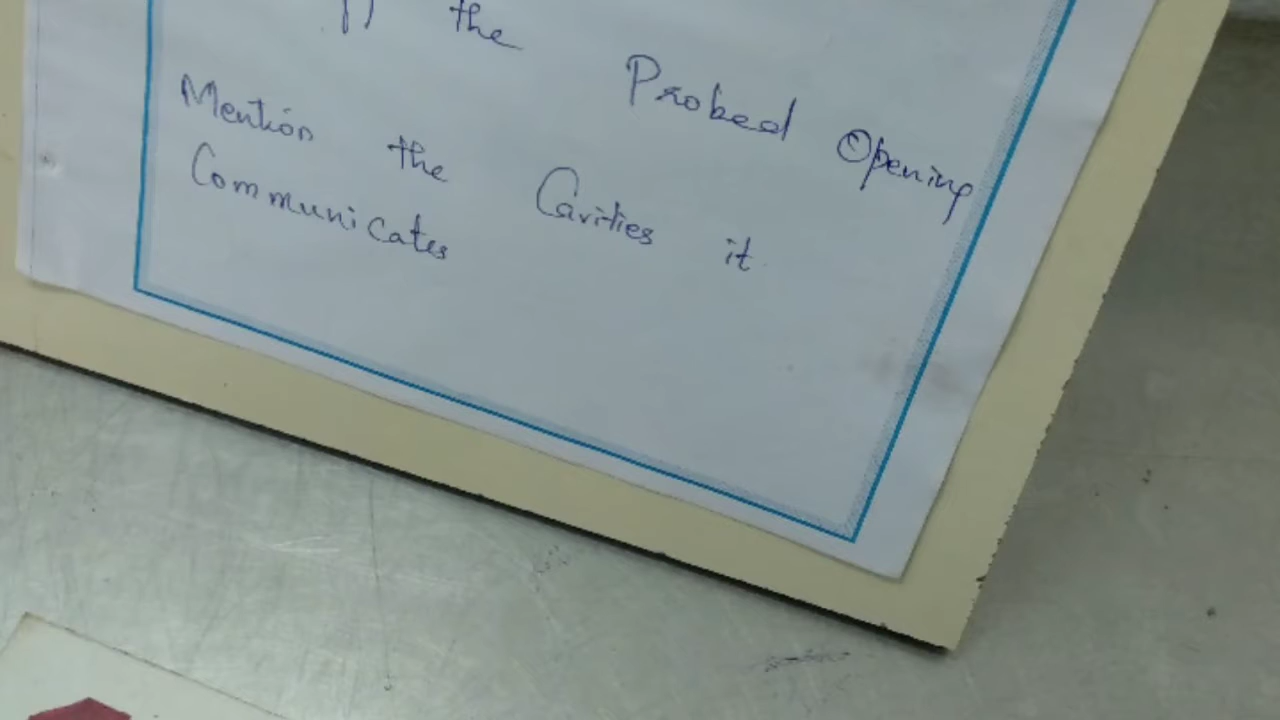 the Probed Opening
Mention the Cavities it
Communicates